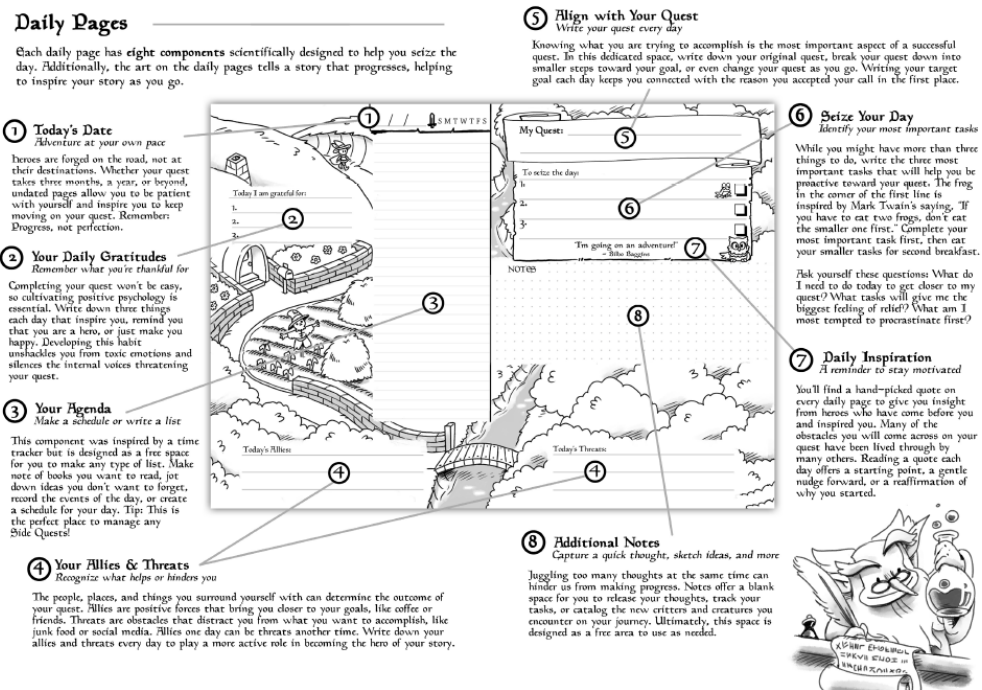 Daily Pages
Each daily page has eight components scientifically designed to help you seize the
day. Additionally, the art on the daily pages tells a story that progresses, helping
to inspire your story as you go.
1 Today's Date
Adventure at your own pace
Heroes are forged on the road, not at
their destinations. Whether your quest
takes three months, a year, or beyond,
undated pages allow you to be patient
with yourself and inspire you to keep
moving on your quest. Remember:
Progress, not perfection.
2 Your Daily Gratitudes
Remember what you're thankful for
Completing your quest won't be easy,
so cultivating positive psychology is
essential. Write down three things
each day that inspire you, remind you
that you are a hero, or just make you
happy. Developing this habit
unshackles you from toxic emotions and
silences the internal voices threatening
your quest.
3 Your Agenda
Make a schedule or write a list
This component was inspired by a time
tracker but is designed as a free space
for you to make any type of list. Make
note of books you want to read, jot
down ideas you don't want to forget,
record the events of the day, or create
a schedule for your day. Tip: This is
the perfect place to manage any
Side Quests!
4 Your Allies & Threats
Recognize what helps or hinders you
The people, places, and things you surround yourself with can determine the outcome of
your quest. Allies are positive forces that bring you closer to your goals, like coffee or
friends. Threats are obstacles that distract you from what you want to accomplish, like
junk food or social media. Allies one day can be threats another time. Write down your
allies and threats every day to play a more active role in becoming the hero of your story.
1 / / S M T W T F S
Today I am grateful for:
1.
2. 2
3.
3
Today's Allies:
4
My Quest:
5
To seize the day:
1.
2. 6
3.
"I'm going on an adventure!" 7
- Bilbo Baggins
NOTES
8
Today's Threats:
4
5 Align with Your Quest
Write your quest every day
Knowing what you are trying to accomplish is the most important aspect of a successful
quest. In this dedicated space, write down your original quest, break your quest down into
smaller steps toward your goal, or even change your quest as you go. Writing your target
goal each day keeps you connected with the reason you accepted your call in the first place.
6 Seize Your Day
Identify your most important tasks
While you might have more than three
things to do, write the three most
important tasks that will help you be
proactive toward your quest. The frog
in the corner of the first line is
inspired by Mark Twain's saying, "If
you have to eat two frogs, don't eat
the smaller one first." Complete your
most important task first, then eat
your smaller tasks for second breakfast.
Ask yourself these questions: What do
I need to do today to get closer to my
quest? What tasks will give me the
biggest feeling of relief? What am I
most tempted to procrastinate first?
7 Daily Inspiration
A reminder to stay motivated
You'll find a hand-picked quote on
every daily page to give you insight
from heroes who have come before you
and inspired you. Many of the
obstacles you will come across on your
quest have been lived through by
many others. Reading a quote each
day offers a starting point, a gentle
nudge forward, or a reaffirmation of
why you started.
8 Additional Notes
Capture a quick thought, sketch ideas, and more
Juggling too many thoughts at the same time can
hinder us from making progress. Notes offer a blank
space for you to release your thoughts, track your
tasks, or catalog the new critters and creatures you
encounter on your journey. Ultimately, this space is
designed as a free area to use as needed.